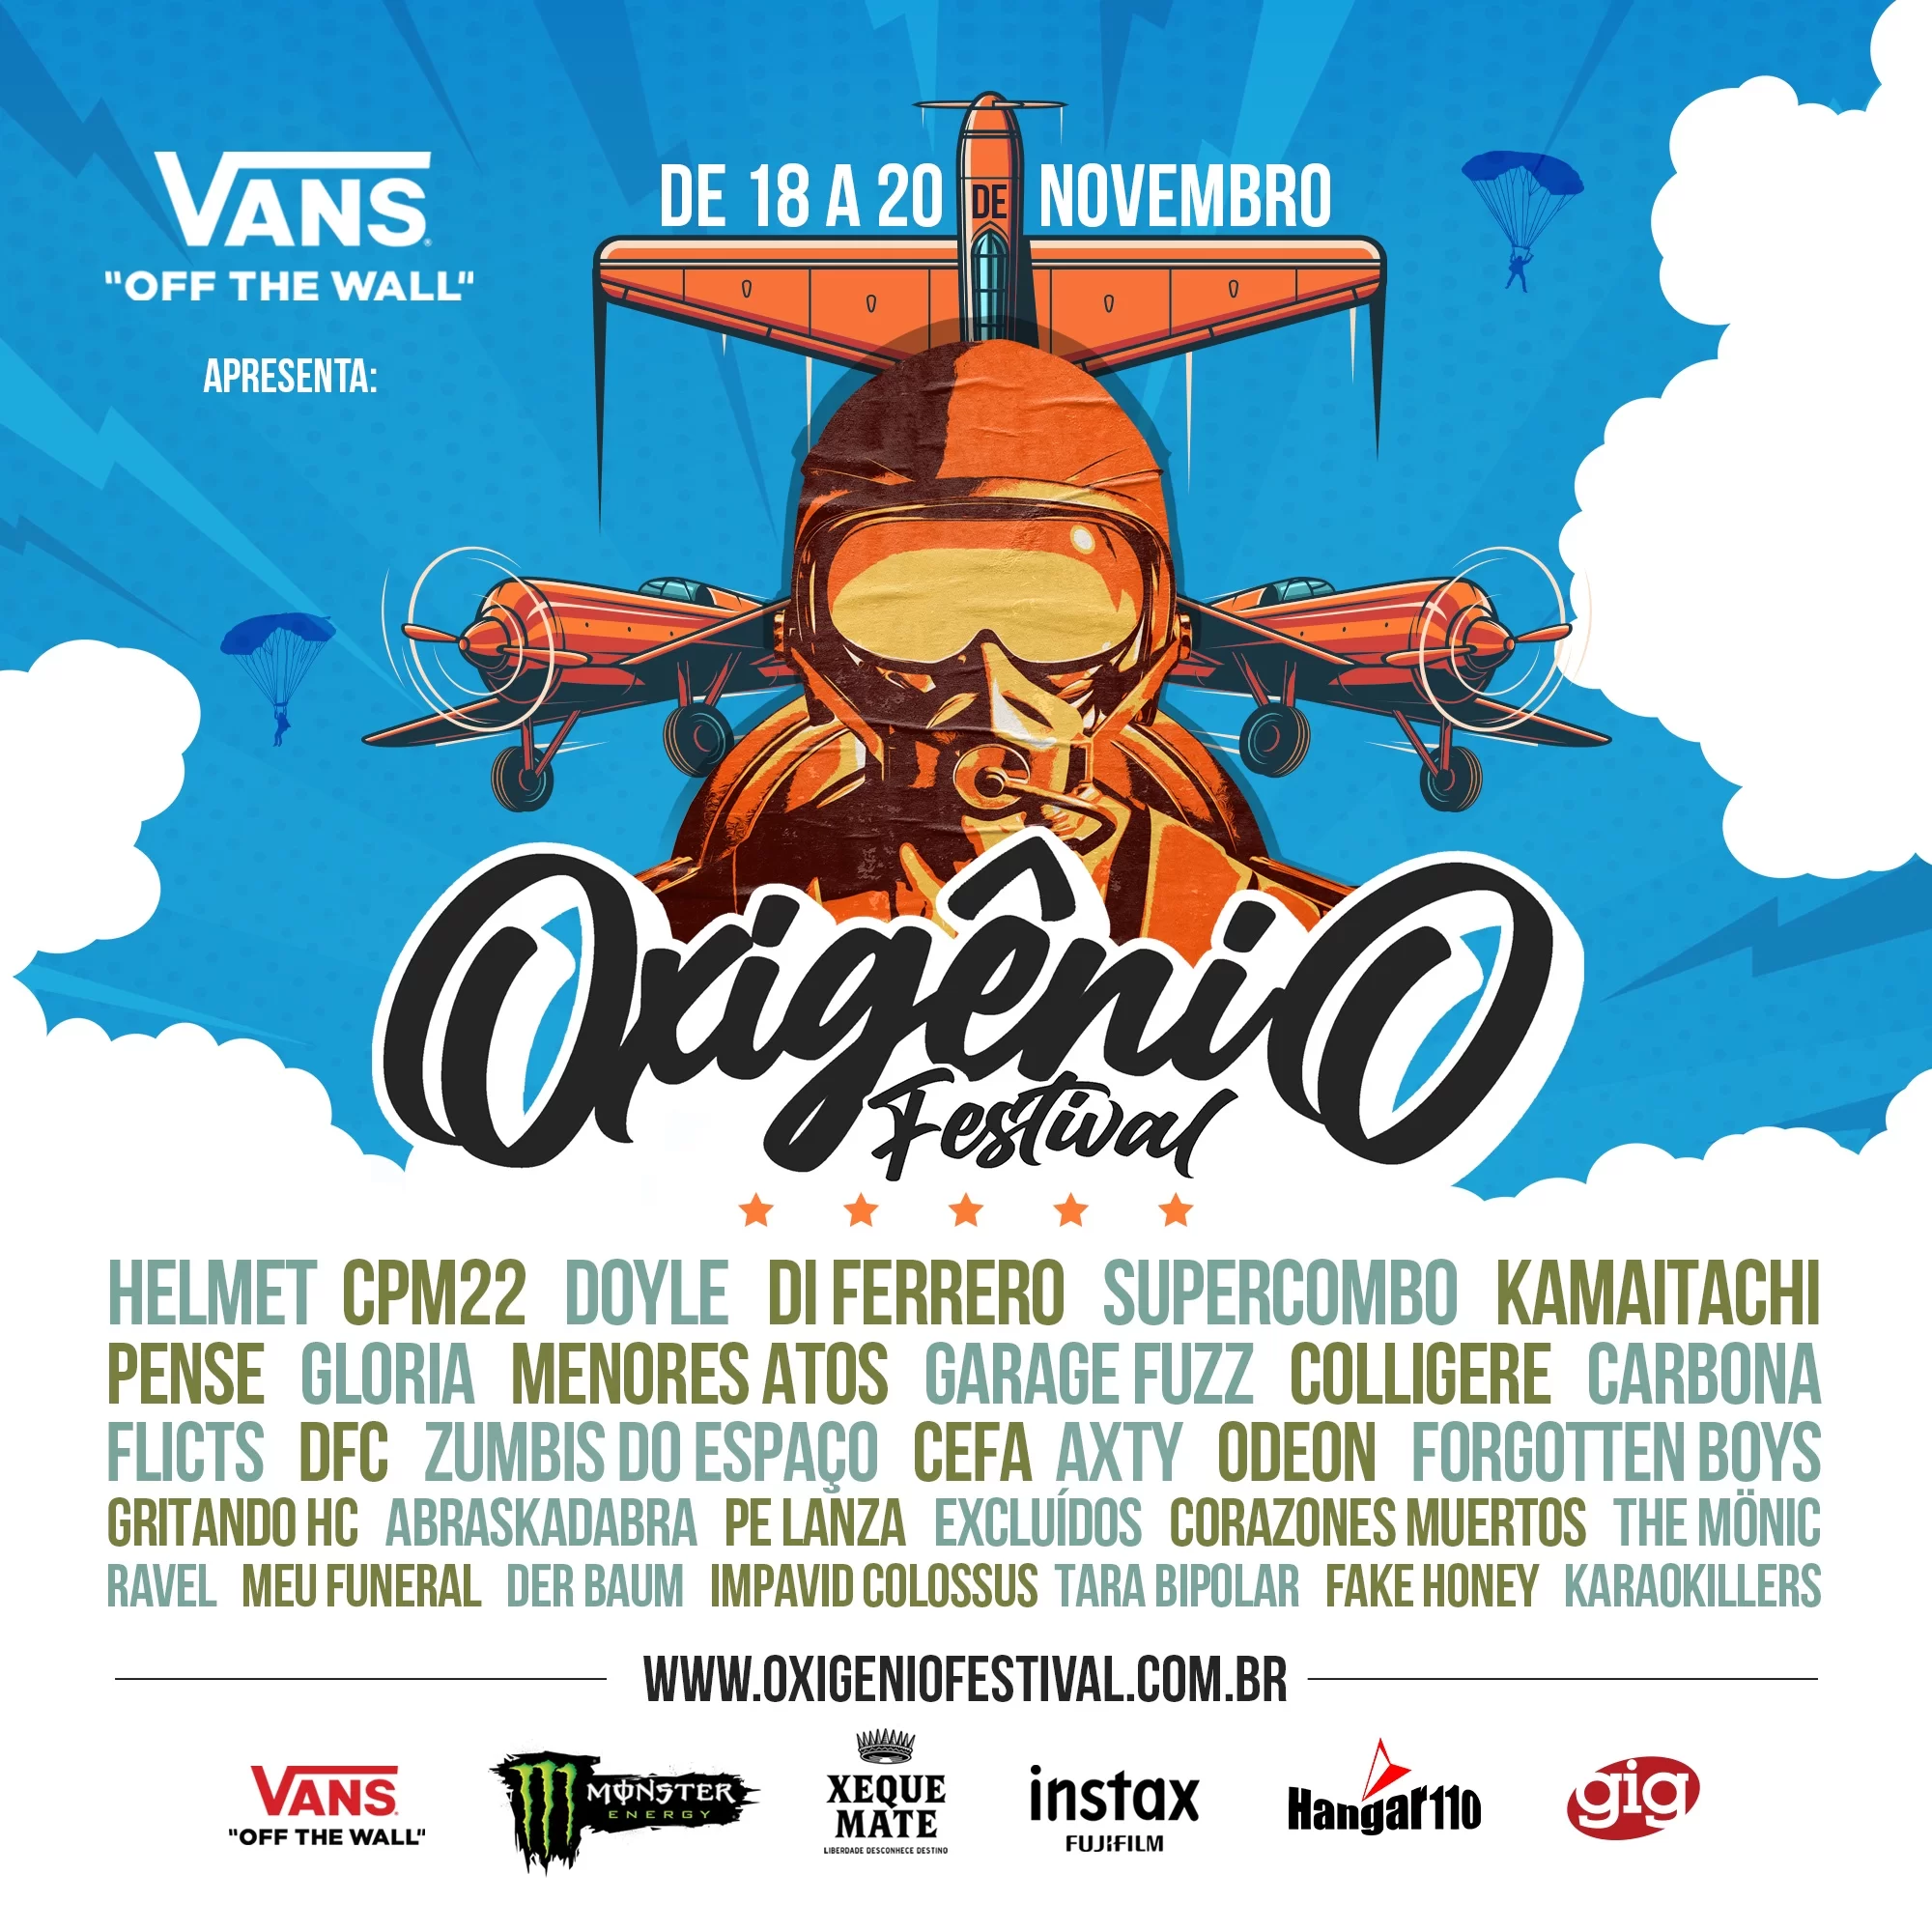 VANS
"OFF THE WALL"
APRESENTA:
DE 18 A 20 DE NOVEMBRO
Oxigênio
Festival
HELMET CPM22 DOYLE DI FERRERO SUPERCOMBO KAMAITACHI
PENSE GLORIA MENORES ATOS GARAGE FUZZ COLLIGERE CARBONA
FLICTS DFC ZUMBIS DO ESPAÇO CEFA AXTY ODEON FORGOTTEN BOYS
GRITANDO HC ABRASKADABRA PE LANZA EXCLUÍDOS CORAZONES MUERTOS THE MÖNIC
RAVEL MEU FUNERAL DER BAUM IMPAVID COLOSSUS TARA BIPOLAR FAKE HONEY KARAOKILLERS
WWW.OXIGENIOFESTIVAL.COM.BR
VANS
"OFF THE WALL"
MONSTER
ENERGY
XEQUE
MATE
LIBERDADE DESCONHECE DESTINO
instax
FUJIFILM
Hangar110
gig